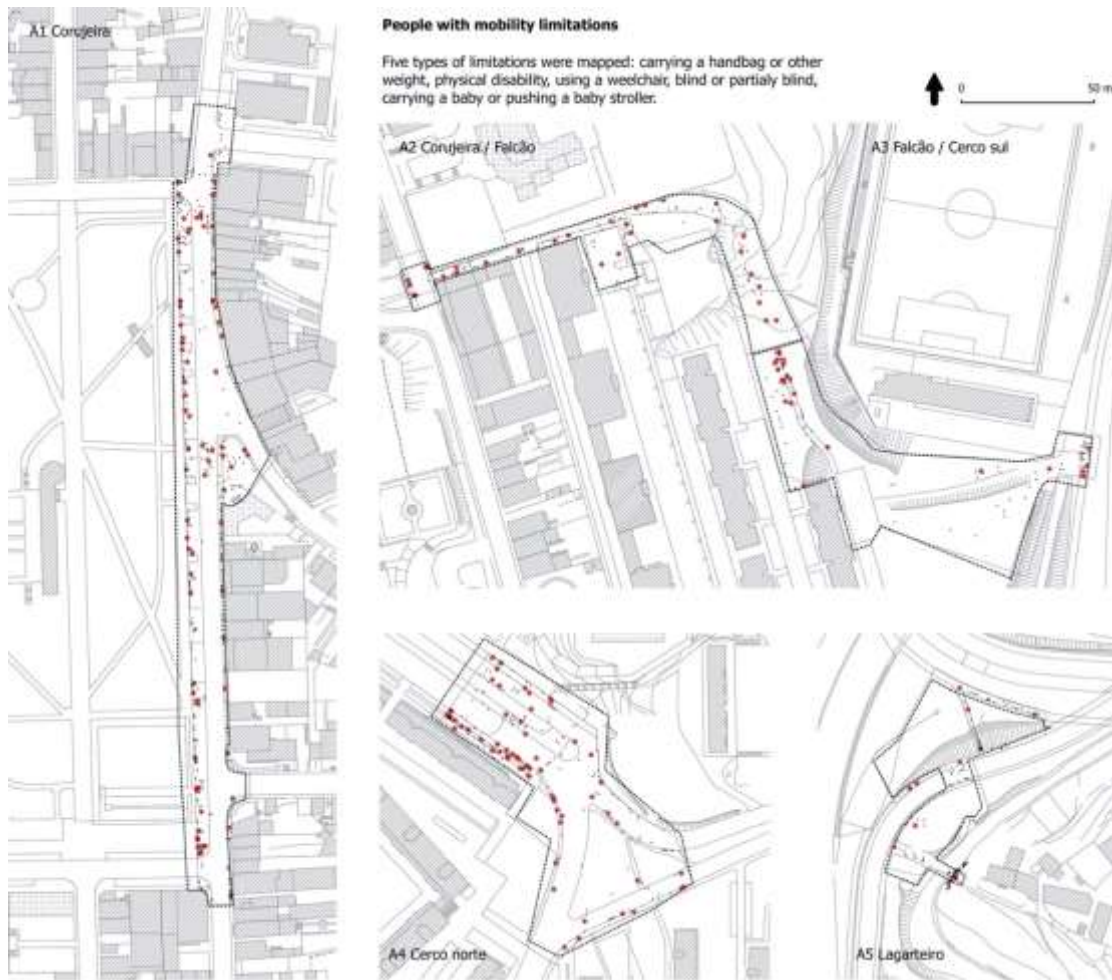 A1 Corujeira
People with mobility limitations
Five types of limitations were mapped: carrying a handbag or other
weight, physical disability, using a weelchair, blind or partialy blind,
carrying a baby or pushing a baby stroller.
0 50 m
A2 Corujeira / Falcão
A3 Falcão / Cerco sul
A4 Cerco norte
A5 Lagarteiro